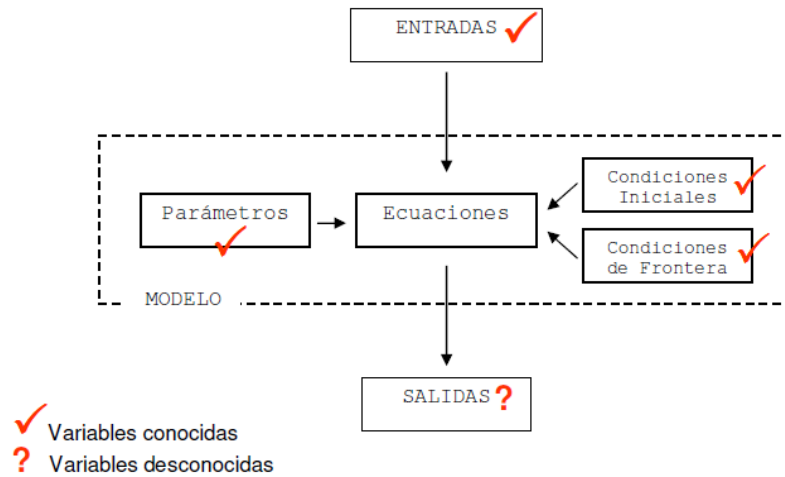 ENTRADAS
Condiciones
Iniciales
Parámetros
Ecuaciones
Condiciones
de Frontera
MODELO
SALIDAS ?
Variables conocidas
? Variables desconocidas